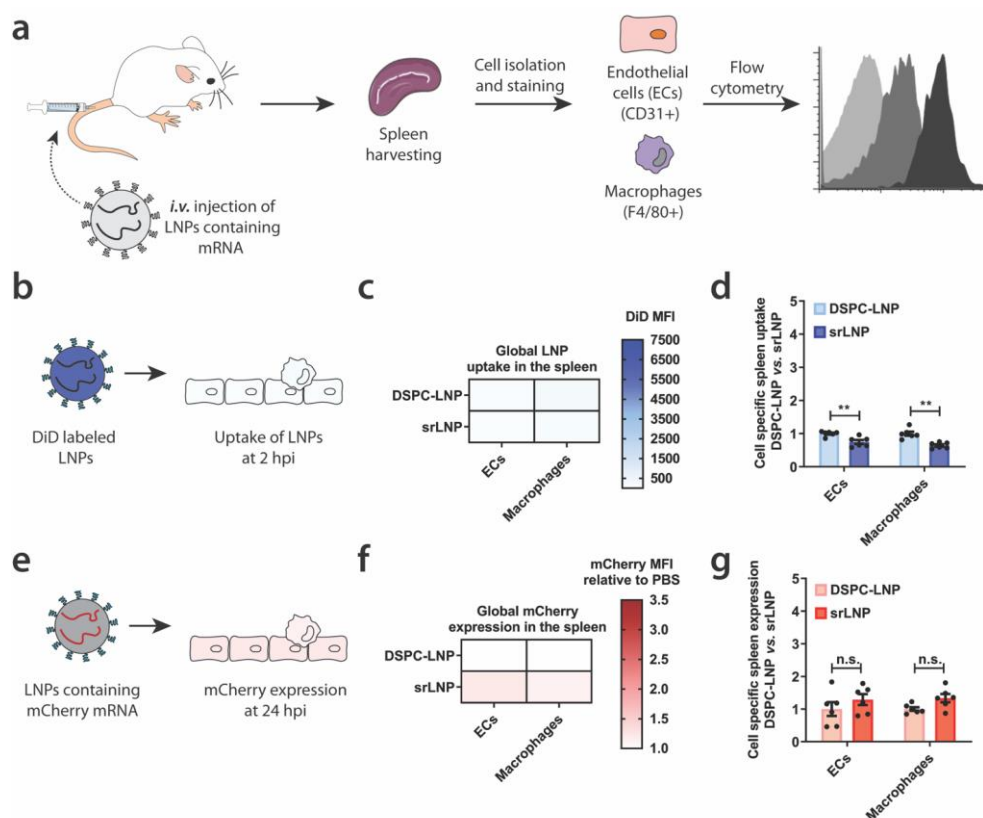 a
i.v. injection of
LNPs containing
mRNA
Spleen
harvesting
Cell isolation
and staining
Endothelial
cells (ECs)
(CD31+)
Macrophages
(F4/80+)
Flow
cytometry
b
DiD labeled
LNPs
Uptake of LNPs
at 2 hpi
c
Global LNP
uptake in the spleen
DSPC-LNP
srLNP
ECs
Macrophages
DiD MFI
7500
6500
5500
4500
3500
2500
1500
500
d
Cell specific spleen uptake
DSPC-LNP vs. srLNP
5
4
3
2
1
0
DSPC-LNP
srLNP
**
**
ECs
Macrophages
e
LNPs containing
mCherry mRNA
mCherry expression
at 24 hpi
f
Global mCherry
expression in the spleen
DSPC-LNP
srLNP
ECs
Macrophages
mCherry MFI
relative to PBS
3.5
3.0
2.5
2.0
1.5
1.0
g
Cell specific spleen expression
DSPC-LNP vs. srLNP
5
4
3
2
1
0
DSPC-LNP
srLNP
n.s.
n.s.
ECs
Macrophages